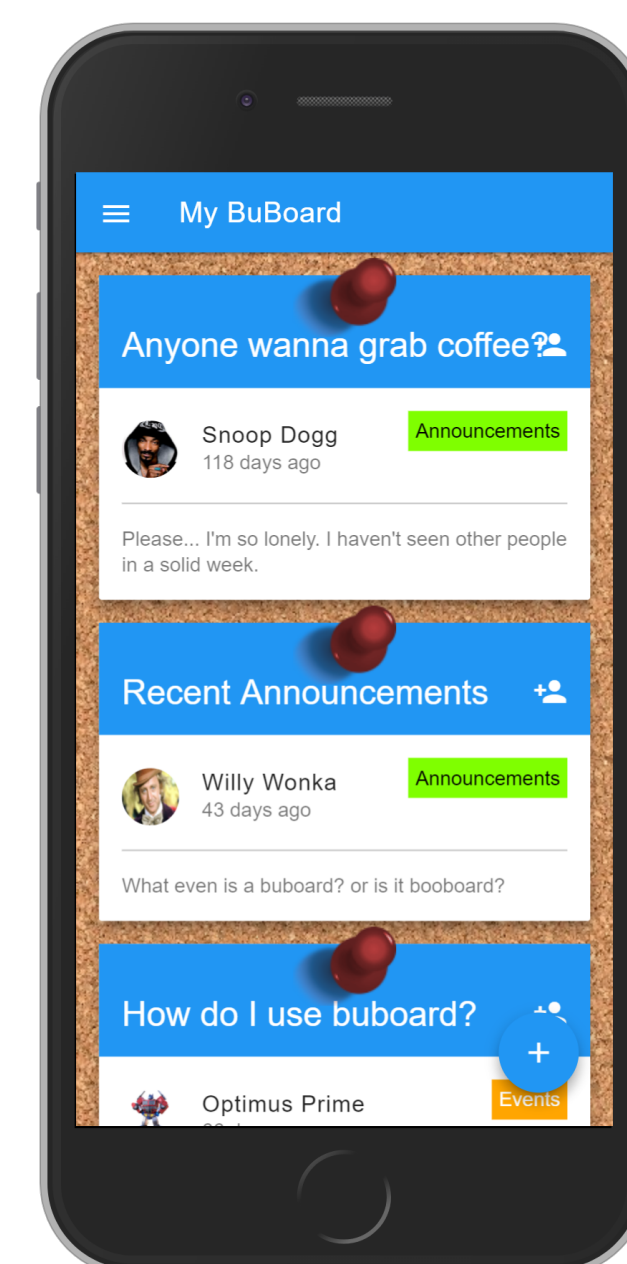 My BuBoard
Anyone wanna grab coffee?
Snoop Dogg
Announcements
118 days ago
Please... I'm so lonely. I haven't seen other people
in a solid week.
Recent Announcements
Willy Wonka
Announcements
43 days ago
What even is a buboard? or is it booboard?
How do I use buboard?
Optimus Prime
Events